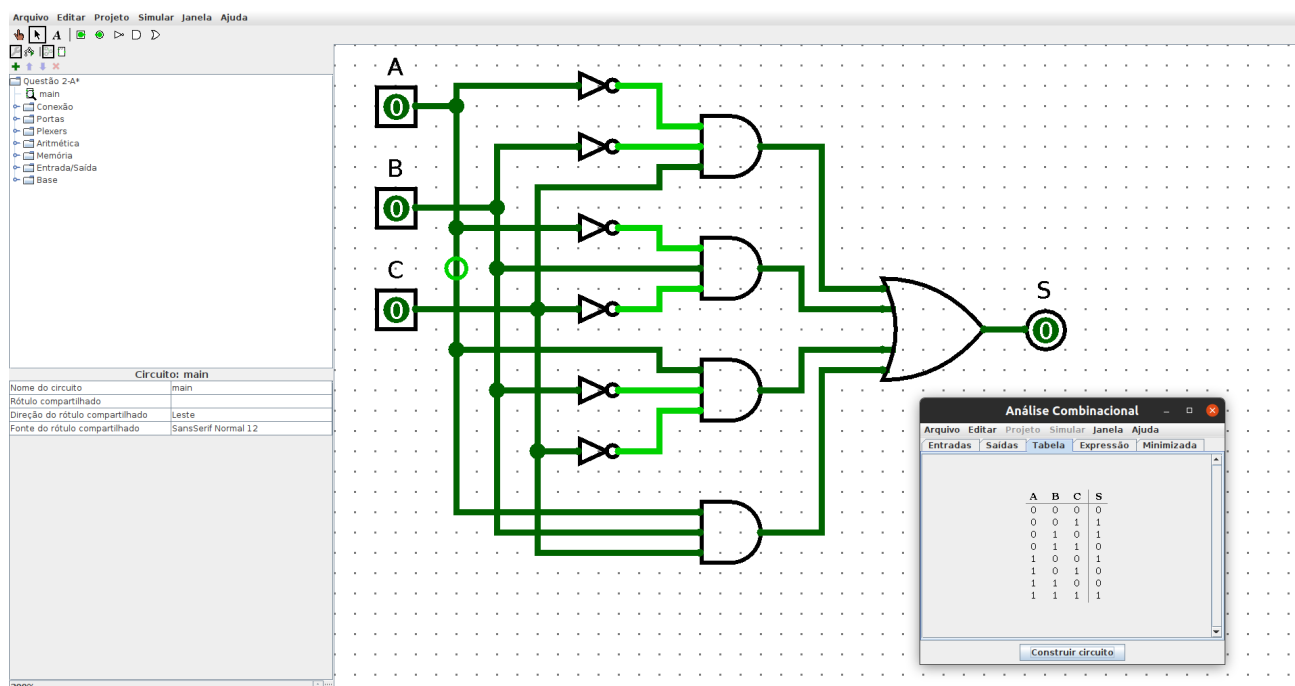 Arquivo Editar Projeto Simular Janela Ajuda
A
Questão 2-A*
main
Conexão
Portas
Plexers
Aritmética
Memória
Entrada/Saída
Base
Circuito: main
Nome do circuito main
Rótulo compartilhado
Direção do rótulo compartilhado Leste
Fonte do rótulo compartilhado SansSerif Normal 12
A
0
B
0
C
0
S
0
Análise Combinacional
Arquivo Editar Projeto Simular Janela Ajuda
Entradas Saídas Tabela Expressão Minimizada
A B C S
0 0 0 0
0 0 1 1
0 1 0 1
0 1 1 0
1 0 0 1
1 0 1 0
1 1 0 0
1 1 1 1
Construir circuito